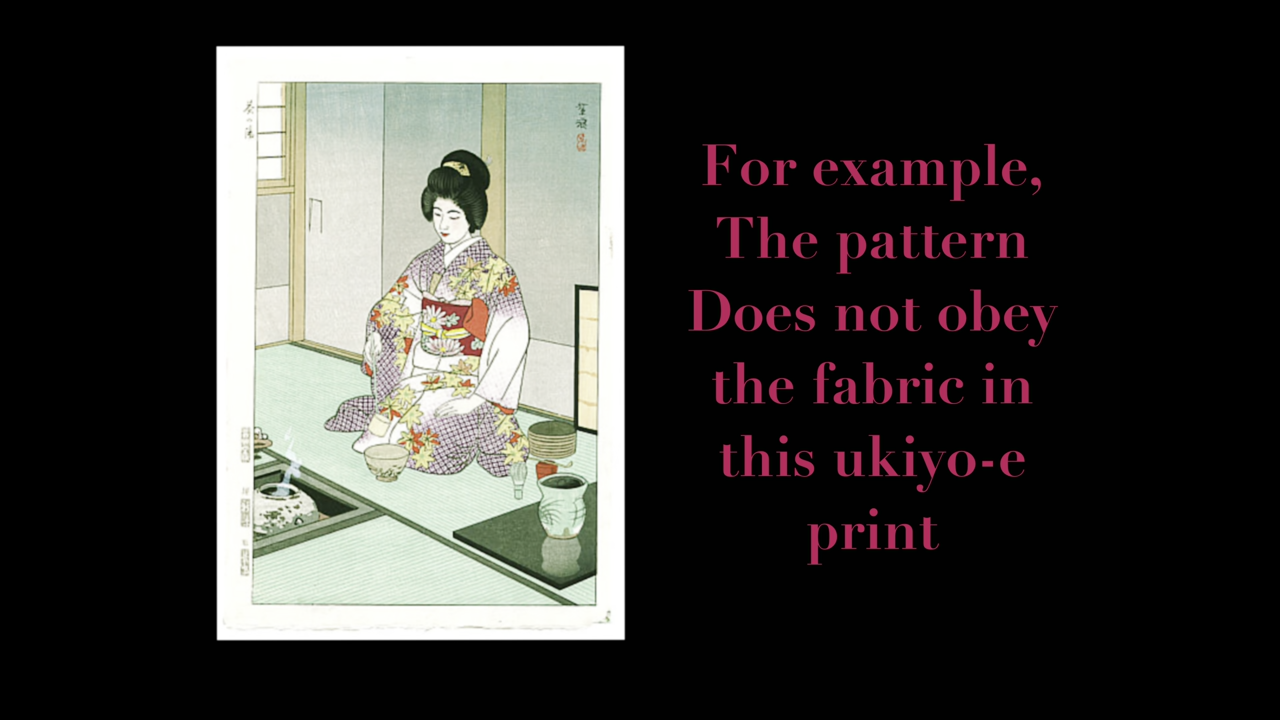 For example,
The pattern
Does not obey
the fabric in
this ukiyo-e
print